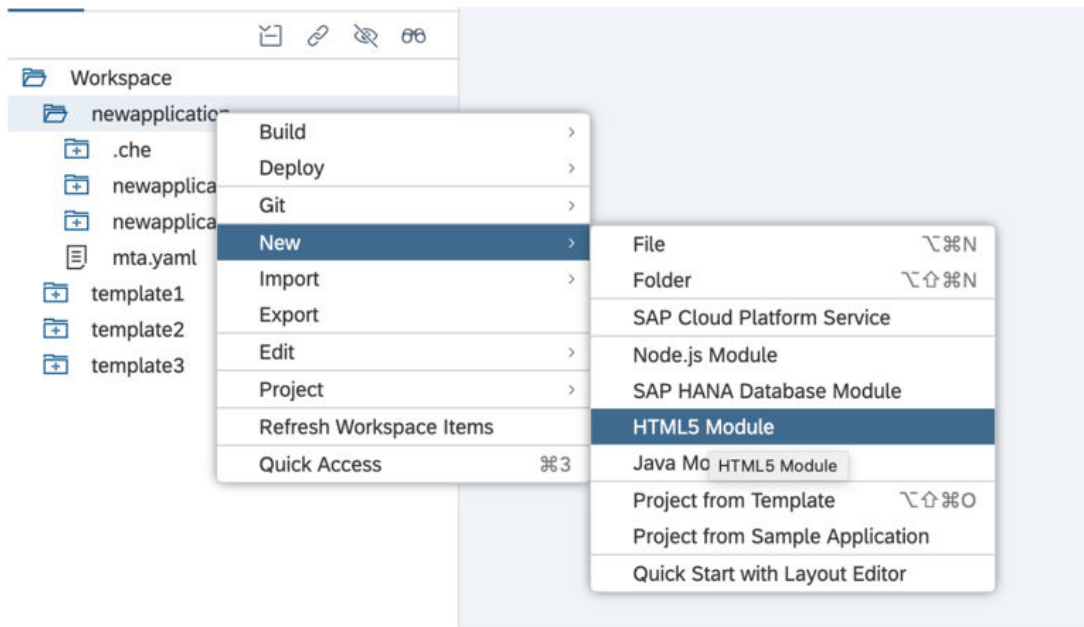 Workspace
newapplication
.che
newapplica
newapplica
mta.yaml
template1
template2
template3
Build
Deploy
Git
New
Import
Export
Edit
Project
Refresh Workspace Items
Quick Access ⌘3
File ⌥⌘N
Folder ⌥⇧⌘N
SAP Cloud Platform Service
Node.js Module
SAP HANA Database Module
HTML5 Module
Java Mo
HTML5 Module
Project from Template ⌥⇧⌘O
Project from Sample Application
Quick Start with Layout Editor